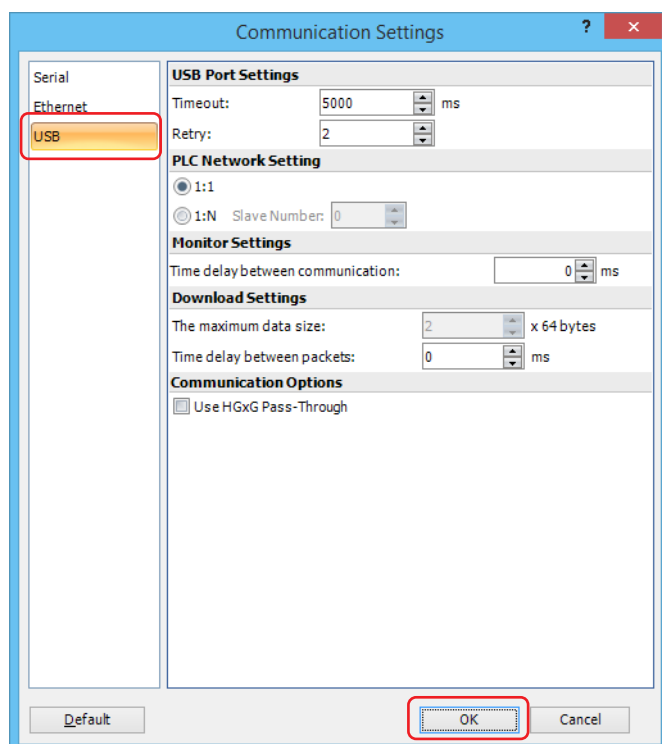 Communication Settings ? ×
Serial
Ethernet
USB
USB Port Settings
Timeout: 5000 ms
Retry: 2
PLC Network Setting
1:1
1:N Slave Number: 0
Monitor Settings
Time delay between communication: 0 ms
Download Settings
The maximum data size: 2 x 64 bytes
Time delay between packets: 0 ms
Communication Options
Use HGxG Pass-Through
Default OK Cancel